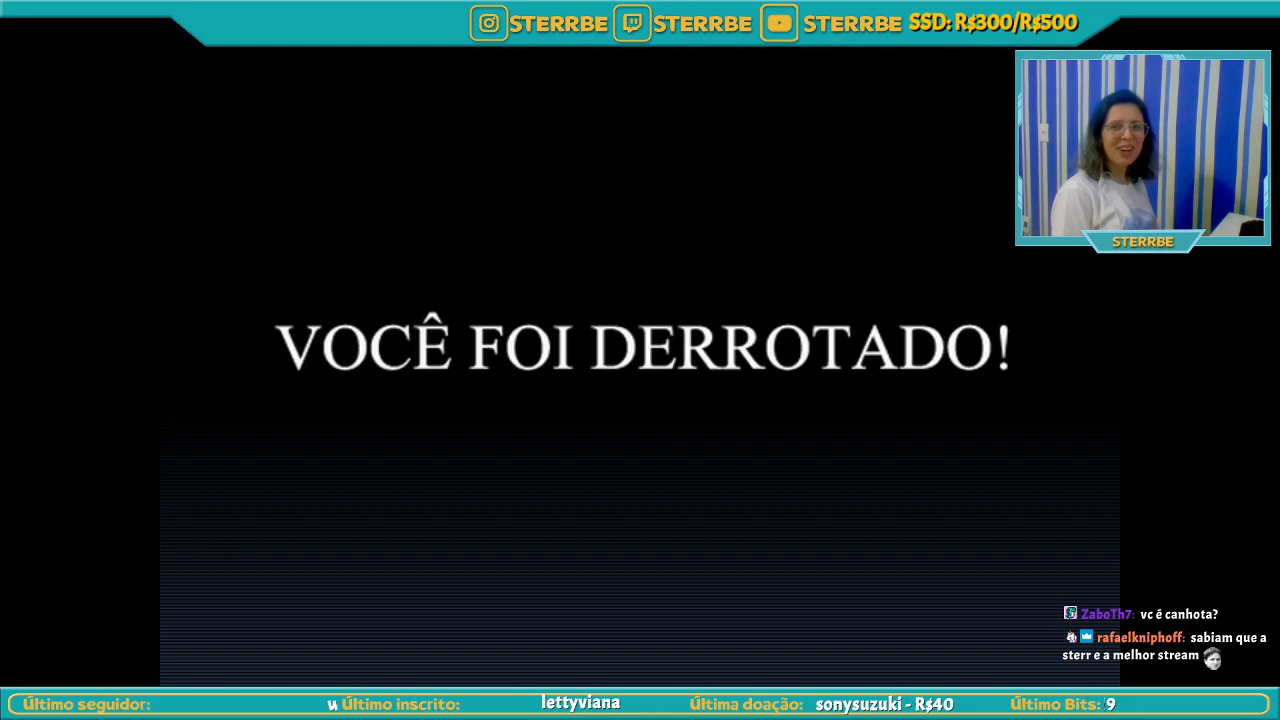 STERRBE STERRBE STERRBE SSD: R$300/R$500
STERRBE
VOCÊ FOI DERROTADO!
ZaboTh7: vc é canhota?
rafaelkniphoff: sabiam que a
sterr e a melhor stream
Último seguidor: Último inscrito: lettyviana Última doação: sonysuzuki - R$40 Último Bits: 9